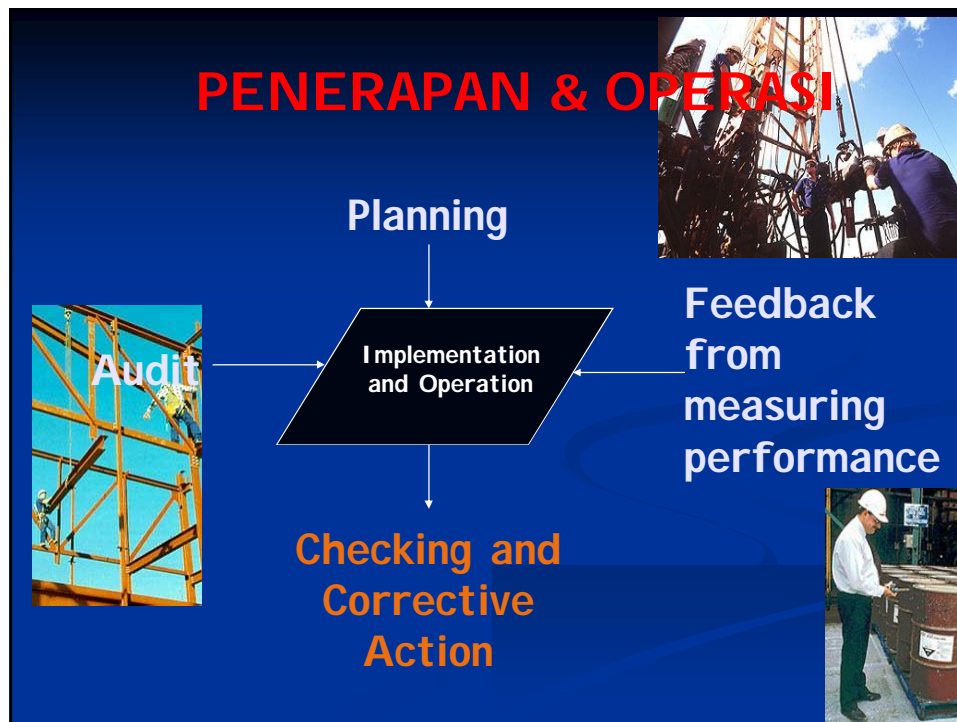 PENERAPAN & OPERASI
Planning
Audit
Implementation
and Operation
Feedback
from
measuring
performance
Checking and
Corrective
Action